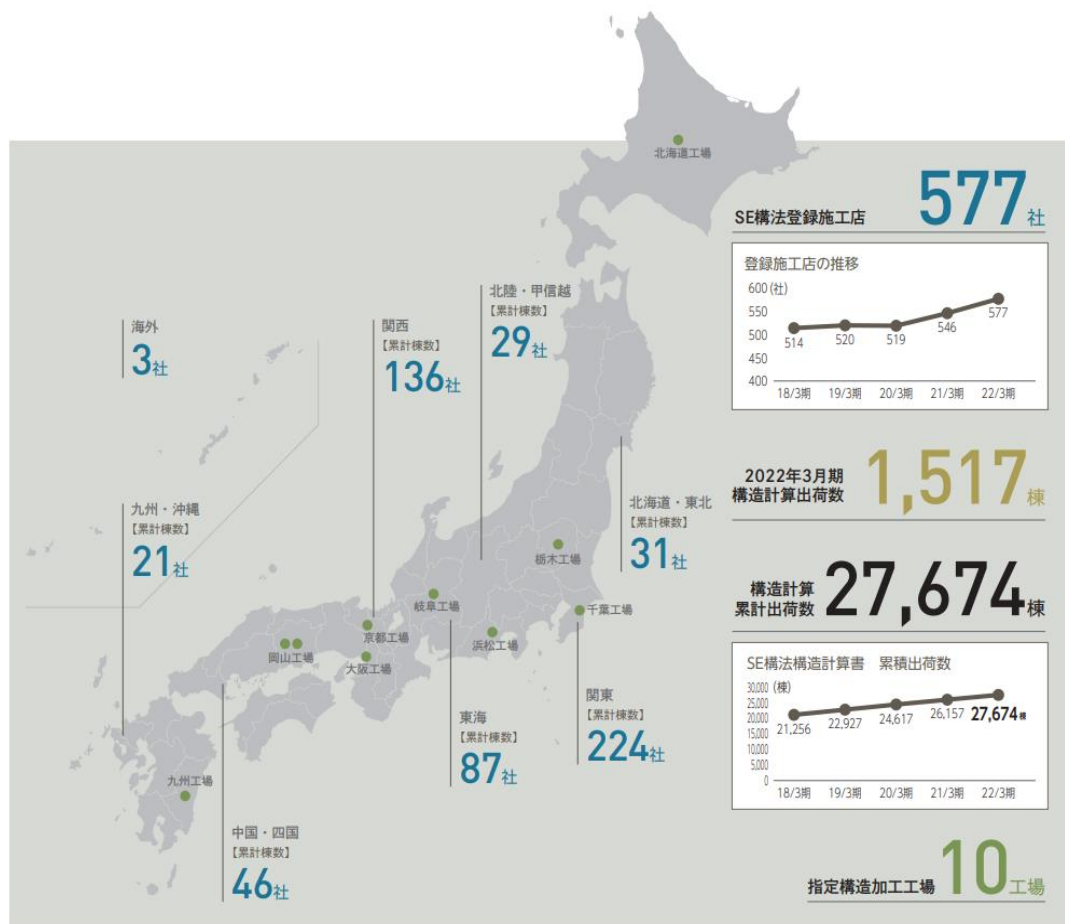 北海道工場
SE構法登録施工店 577社
登録施工店の推移
600 (社)
550
500
450
400
514
520
519
546
577
18/3期 19/3期 20/3期 21/3期 22/3期
北陸・甲信越
【累計棟数】
29社
海外
3社
関西
【累計棟数】
136社
2022年3月期
構造計算出荷数 1,517棟
九州・沖縄
【累計棟数】
21社
北海道・東北
【累計棟数】
31社
栃木工場
構造計算
累計出荷数 27,674棟
岐阜工場
千葉工場
京都工場
浜松工場
岡山工場
大阪工場
SE構法構造計算書 累積出荷数
30,000 (棟)
25,000
20,000
15,000
10,000
5,000
0
21,256
22,927
24,617
26,157
27,674棟
18/3期 19/3期 20/3期 21/3期 22/3期
関東
【累計棟数】
224社
東海
【累計棟数】
87社
九州工場
中国・四国
【累計棟数】
46社
指定構造加工工場 10工場